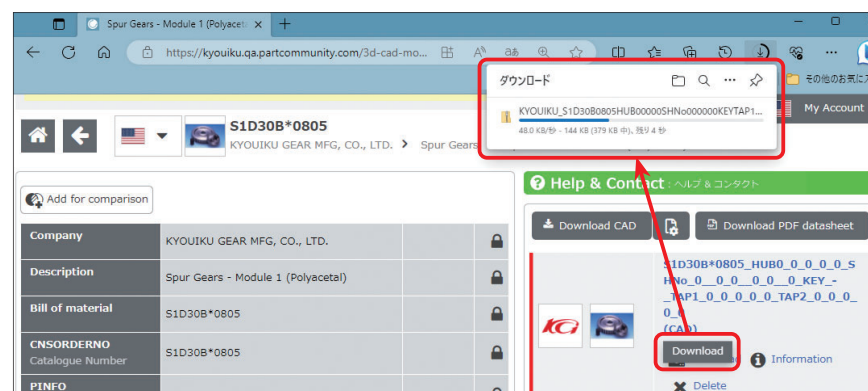 Spur Gears - Module 1 (Polyacet
https://kyouiku.qa.partcommunity.com/3d-cad-mo...
その他のお気に
ダウンロード
KYOUIKU_S1D30B0805HUB00000SHNo000000KEYTAP1...
48.0 KB/秒 - 144 KB (379 KB 中)、残り 4 秒
My Account
S1D30B*0805
KYOUIKU GEAR MFG, CO., LTD. > Spur Gears
Add for comparison
Help & Contact : ヘルプ & コンタクト
Download CAD
Download PDF datasheet
Company
KYOUIKU GEAR MFG, CO., LTD.
Description
Spur Gears - Module 1 (Polyacetal)
Bill of material
S1D30B*0805
CNSORDERNO
Catalogue Number
S1D30B*0805
PINFO
KCi
S1D30B*0805_HUB0_0_0_0_0_S
HNo_0__0_0__0_0__0_KEY_-
_TAP1_0_0_0_0_0_TAP2_0_0_0_
0_0
(CAD)
Download
Information
Delete